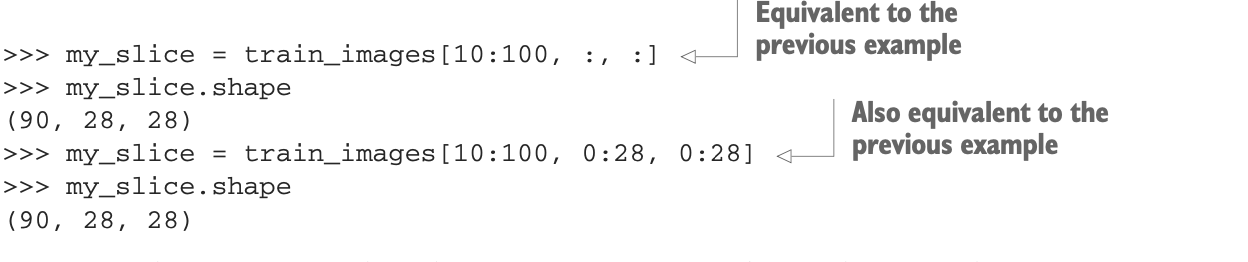 Equivalent to the
previous example
>>> my_slice = train_images[10:100, :, :]
>>> my_slice.shape
(90, 28, 28)
Also equivalent to the
previous example
>>> my_slice = train_images[10:100, 0:28, 0:28]
>>> my_slice.shape
(90, 28, 28)